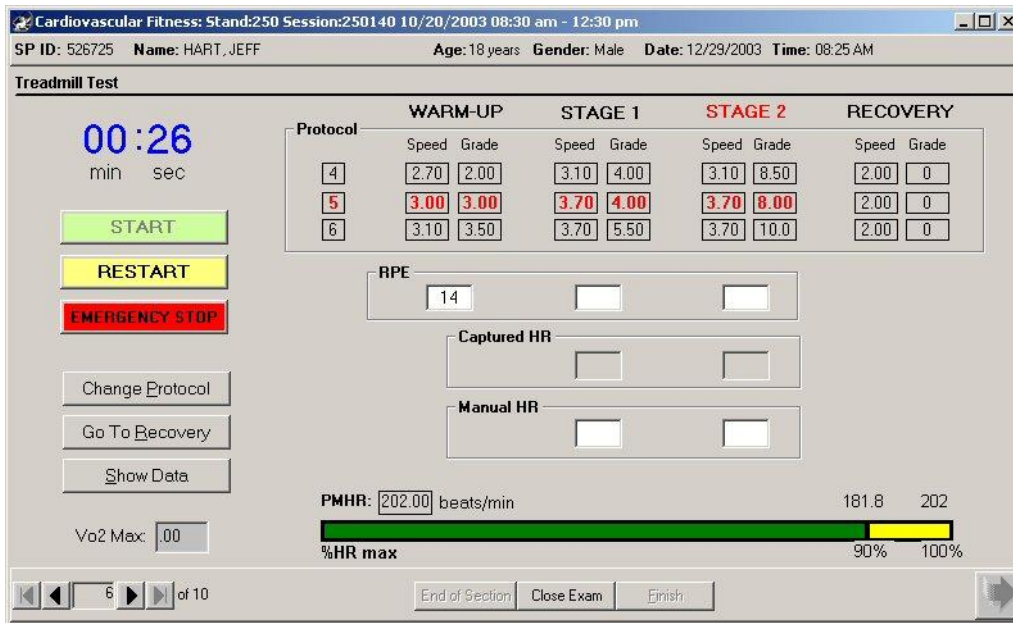 Cardiovascular Fitness: Stand:250 Session:250140 10/20/2003 08:30 am - 12:30 pm
SP ID: 526725 Name: HART, JEFF Age: 18 years Gender: Male Date: 12/29/2003 Time: 08:25 AM
Treadmill Test
00:26
min sec
START
RESTART
EMERGENCY STOP
Change Protocol
Go To Recovery
Show Data
Vo2 Max: .00
WARM-UP STAGE 1 STAGE 2 RECOVERY
Protocol
Speed Grade Speed Grade Speed Grade Speed Grade
4 2.70 2.00 3.10 4.00 3.10 8.50 2.00 0
5 3.00 3.00 3.70 4.00 3.70 8.00 2.00 0
6 3.10 3.50 3.70 5.50 3.70 10.0 2.00 0
RPE
14
Captured HR
Manual HR
PMHR: 202.00 beats/min 181.8 202
%HR max 90% 100%
6 of 10 End of Section Close Exam Finish